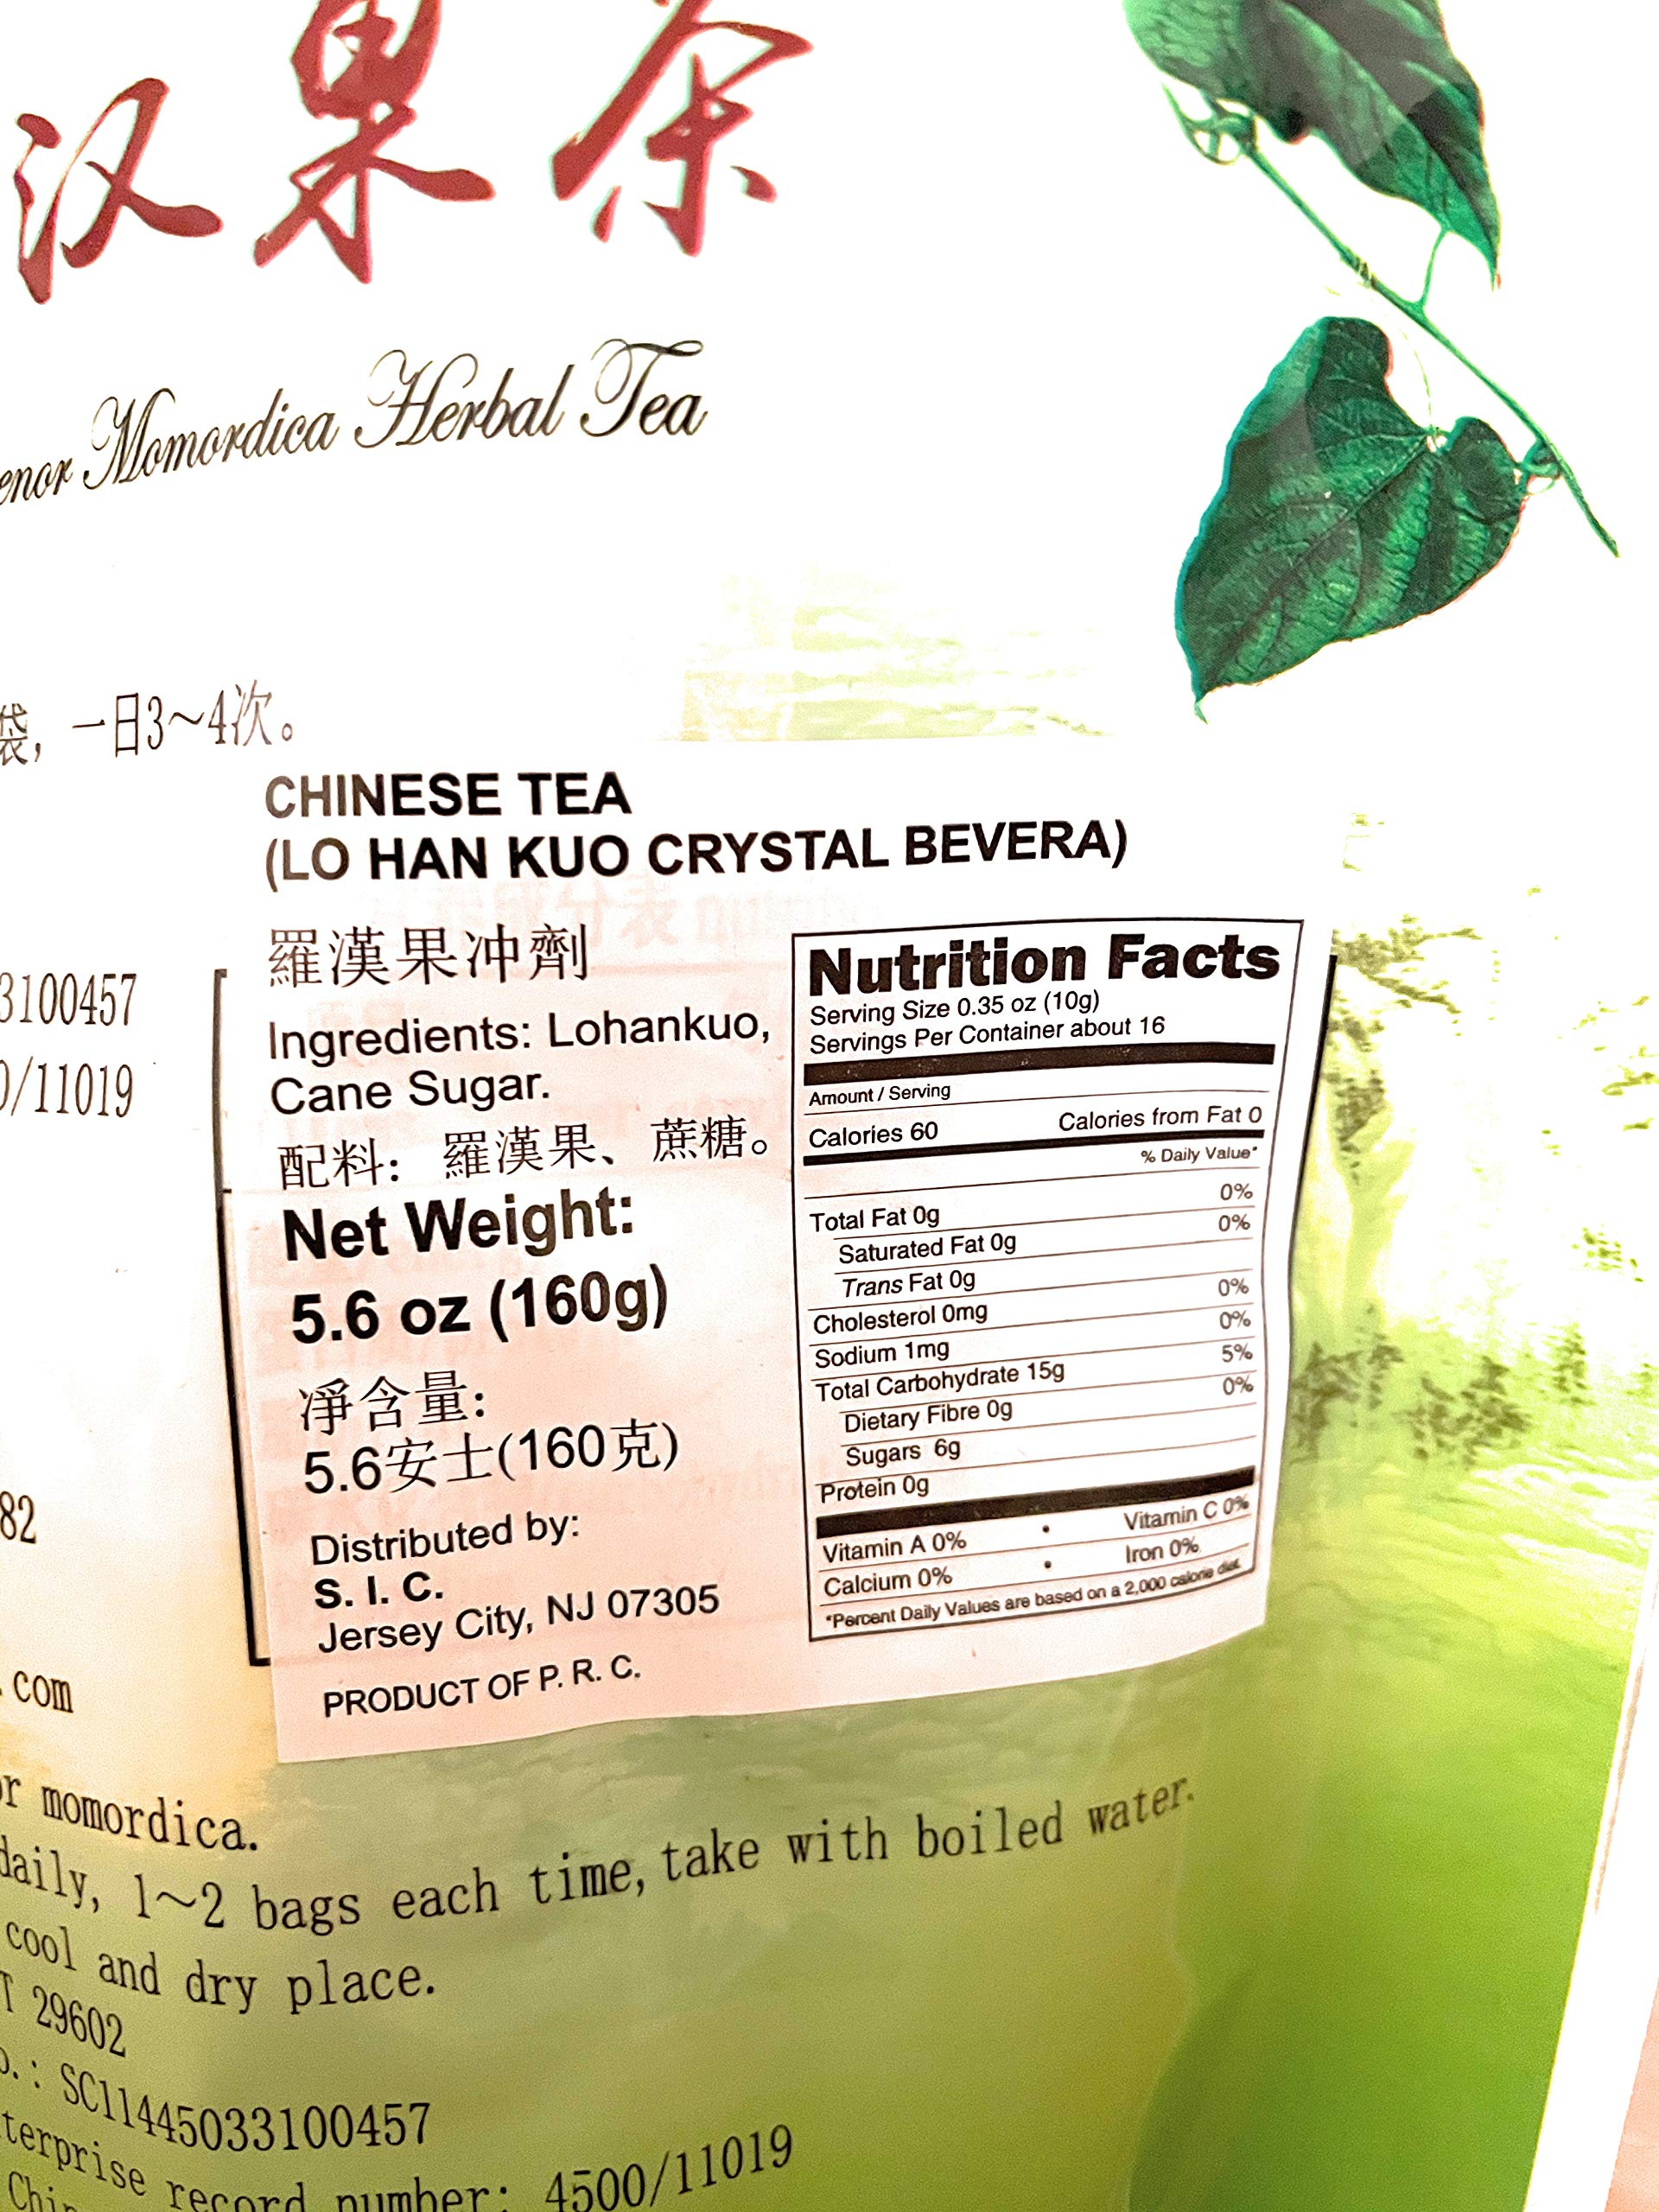 汉果茶
Momordica Herbal Tea
袋,一日3~4次。
CHINESE TEA
(LO HAN KUO CRYSTAL BEVERA)
3100457
/11019
羅漢果冲劑
Ingredients: Lohankuo,
Cane Sugar.
配料: 羅漢果、蔗糖。
Net Weight:
5.6 oz (160g)
凈含量:
5.6安士(160克)
Distributed by:
S. I. C.
Jersey City, NJ 07305
PRODUCT OF P. R. C.
Nutrition Facts
Serving Size 0.35 oz (10g)
Servings Per Container about 16
Amount / Serving
Calories 60 Calories from Fat 0
% Daily Value*
Total Fat 0g 0%
Saturated Fat 0g 0%
Trans Fat 0g
Cholesterol 0mg 0%
Sodium 1mg 0%
Total Carbohydrate 15g 5%
Dietary Fibre 0g 0%
Sugars 6g
Protein 0g
Vitamin A 0% • Vitamin C 0%
Calcium 0% • Iron 0%
*Percent Daily Values are based on a 2,000 calorie diet.
82
.com
momordica.
daily, 1~2 bags each time, take with boiled water.
cool and dry place.
T 29602
.: SC11445033100457
terprise record number: 4500/11019